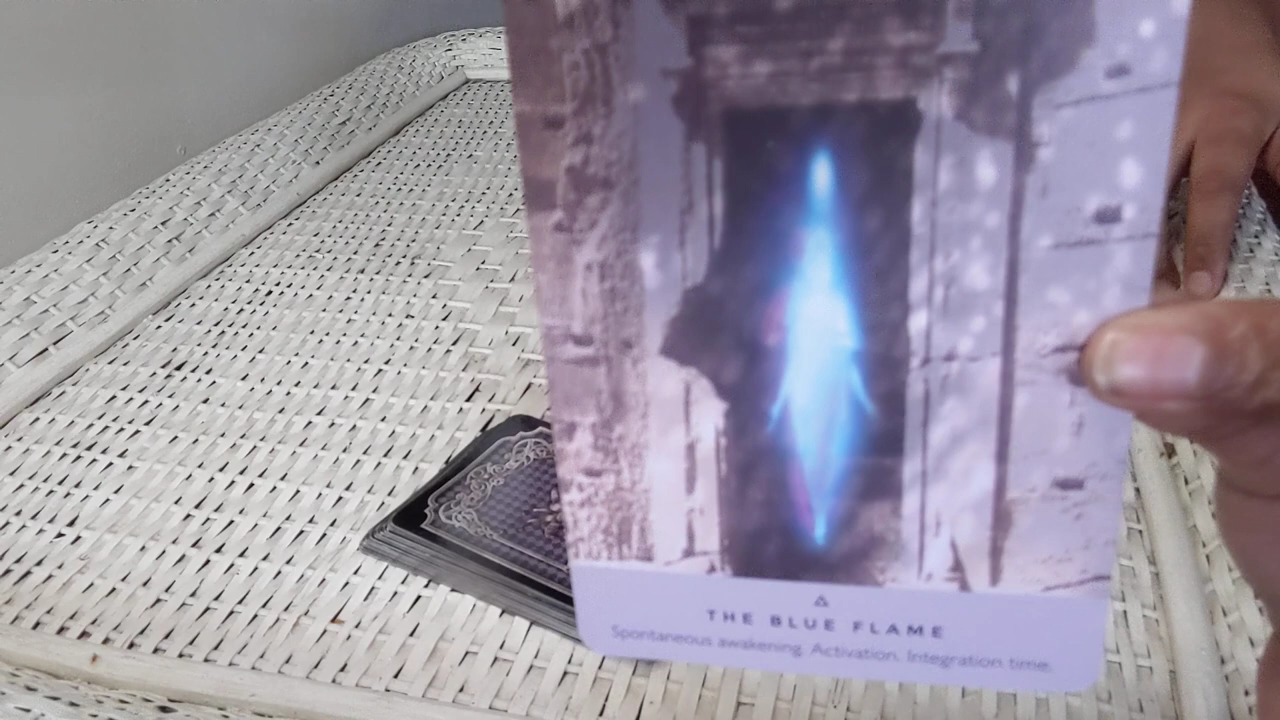 THE BLUE FLAME
Spontaneous awakening. Activation. Integration time.